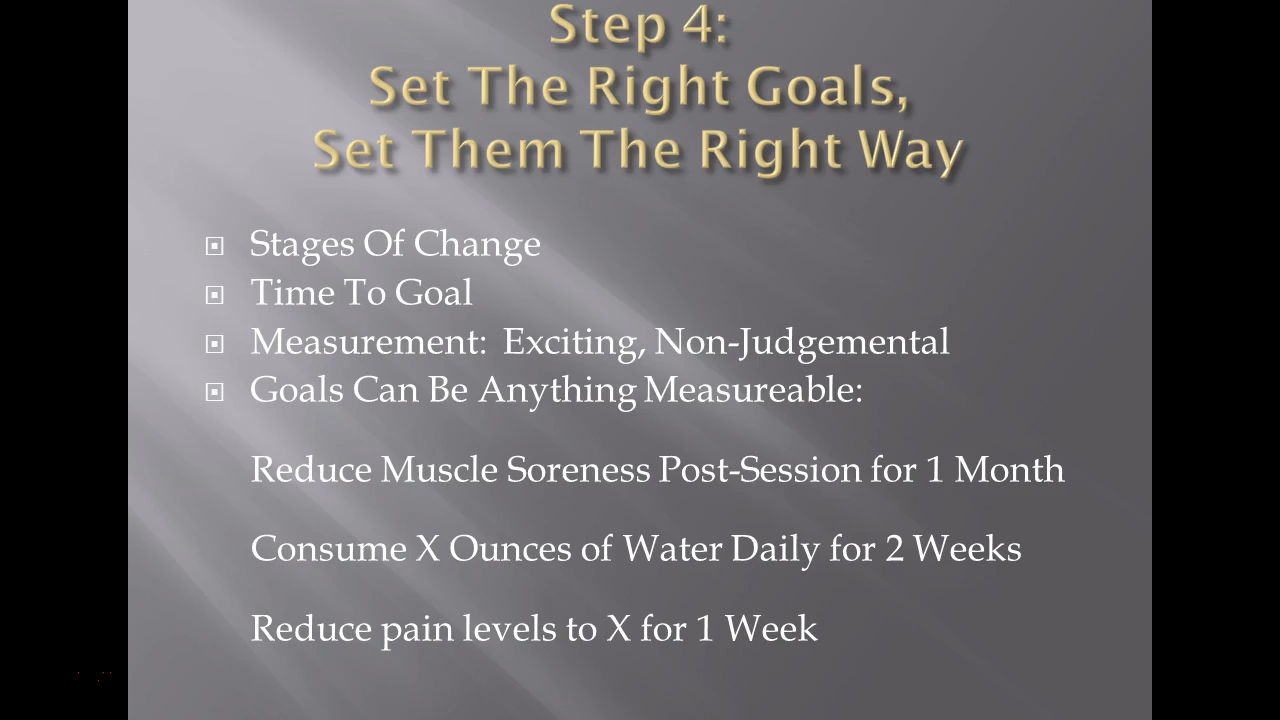 Step 4:
Set The Right Goals,
Set Them The Right Way
Stages Of Change
Time To Goal
Measurement:  Exciting, Non-Judgemental
Goals Can Be Anything Measureable:
Reduce Muscle Soreness Post-Session for 1 Month
Consume X Ounces of Water Daily for 2 Weeks
Reduce pain levels to X for 1 Week